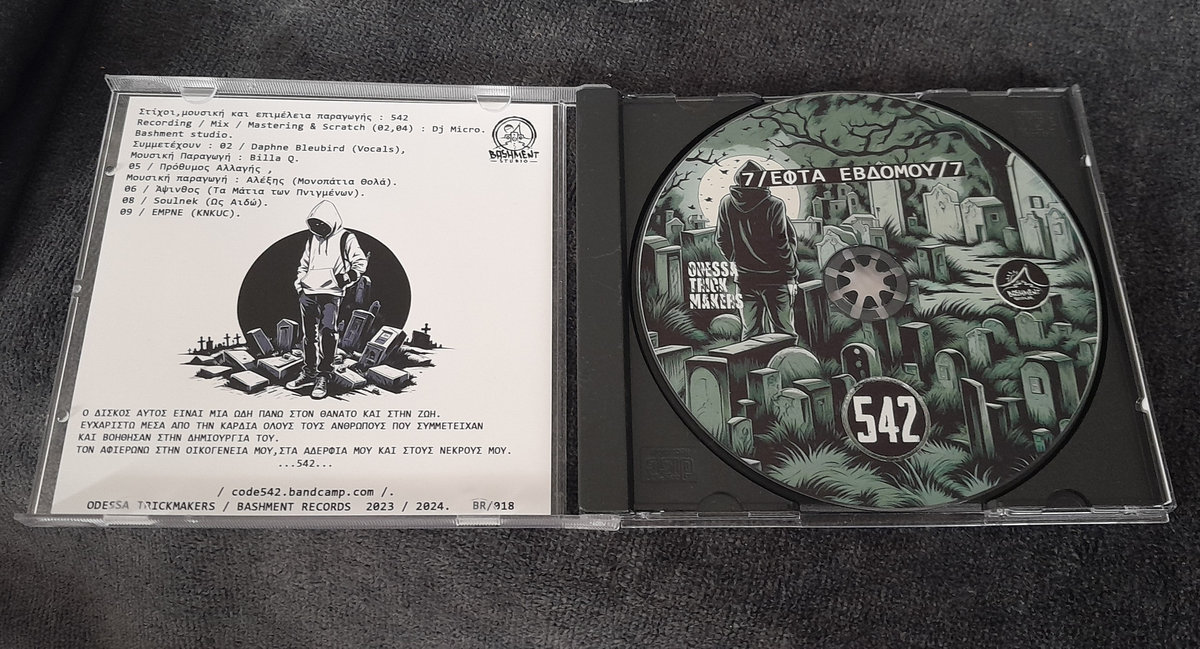 Στίχοι,μουσική και επιμέλεια παραγωγής : 542
Recording / Mix / Mastering & Scratch (02,04) : Dj Micro.
Bashment studio.
Συμμετέχουν : 02 / Daphne Bleubird (Vocals),
Μουσική Παραγωγή : Billa Q.
05 / Πρόθυμος Αλλαγής ,
Μουσική παραγωγή : Αλέξης (Μονοπάτια Θολά).
06 / Άψινθος (Τα Μάτια των Πνιγμένων).
08 / Soulnek (Ως Αιδώ).
09 / EMPNE (KNKUC).
BASHMENT
STUDIO
Ο ΔΙΣΚΟΣ ΑΥΤΟΣ ΕΙΝΑΙ ΜΙΑ ΩΔΗ ΠΑΝΩ ΣΤΟΝ ΘΑΝΑΤΟ ΚΑΙ ΣΤΗΝ ΖΩΗ.
ΕΥΧΑΡΙΣΤΩ ΜΕΣΑ ΑΠΟ ΤΗΝ ΚΑΡΔΙΑ ΟΛΟΥΣ ΤΟΥΣ ΑΝΘΡΩΠΟΥΣ ΠΟΥ ΣΥΜΜΕΤΕΙΧΑΝ
ΚΑΙ ΒΟΗΘΗΣΑΝ ΣΤΗΝ ΔΗΜΙΟΥΡΓΙΑ ΤΟΥ.
ΤΟΝ ΑΦΙΕΡΩΝΩ ΣΤΗΝ ΟΙΚΟΓΕΝΕΙΑ ΜΟΥ,ΣΤΑ ΑΔΕΡΦΙΑ ΜΟΥ ΚΑΙ ΣΤΟΥΣ ΝΕΚΡΟΥΣ ΜΟΥ.
...542...
/ code542.bandcamp.com /.
ODESSA TRICKMAKERS / BASHMENT RECORDS 2023 / 2024. BR/018
7/ΕΦΤΑ ΕΒΔΟΜΟΥ/7
ODESSA
TRICK
MAKERS
BASHMENT
542